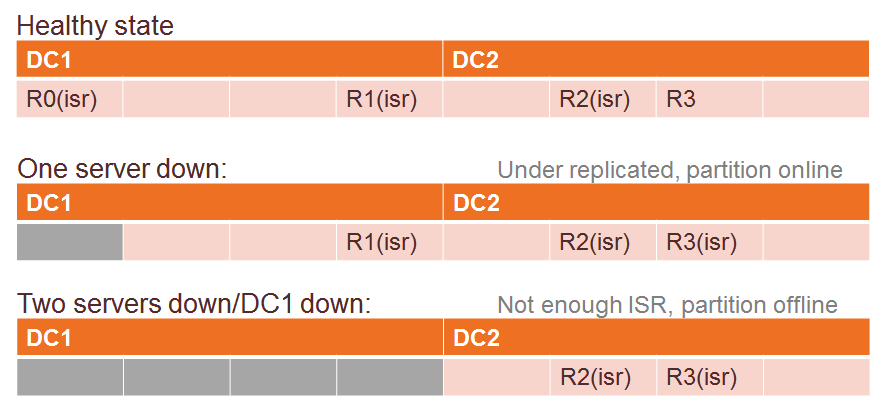 Healthy state
DC1 DC2
R0(isr) R1(isr) R2(isr) R3
One server down: Under replicated, partition online
DC1 DC2
R1(isr) R2(isr) R3(isr)
Two servers down/DC1 down: Not enough ISR, partition offline
DC1 DC2
R2(isr) R3(isr)